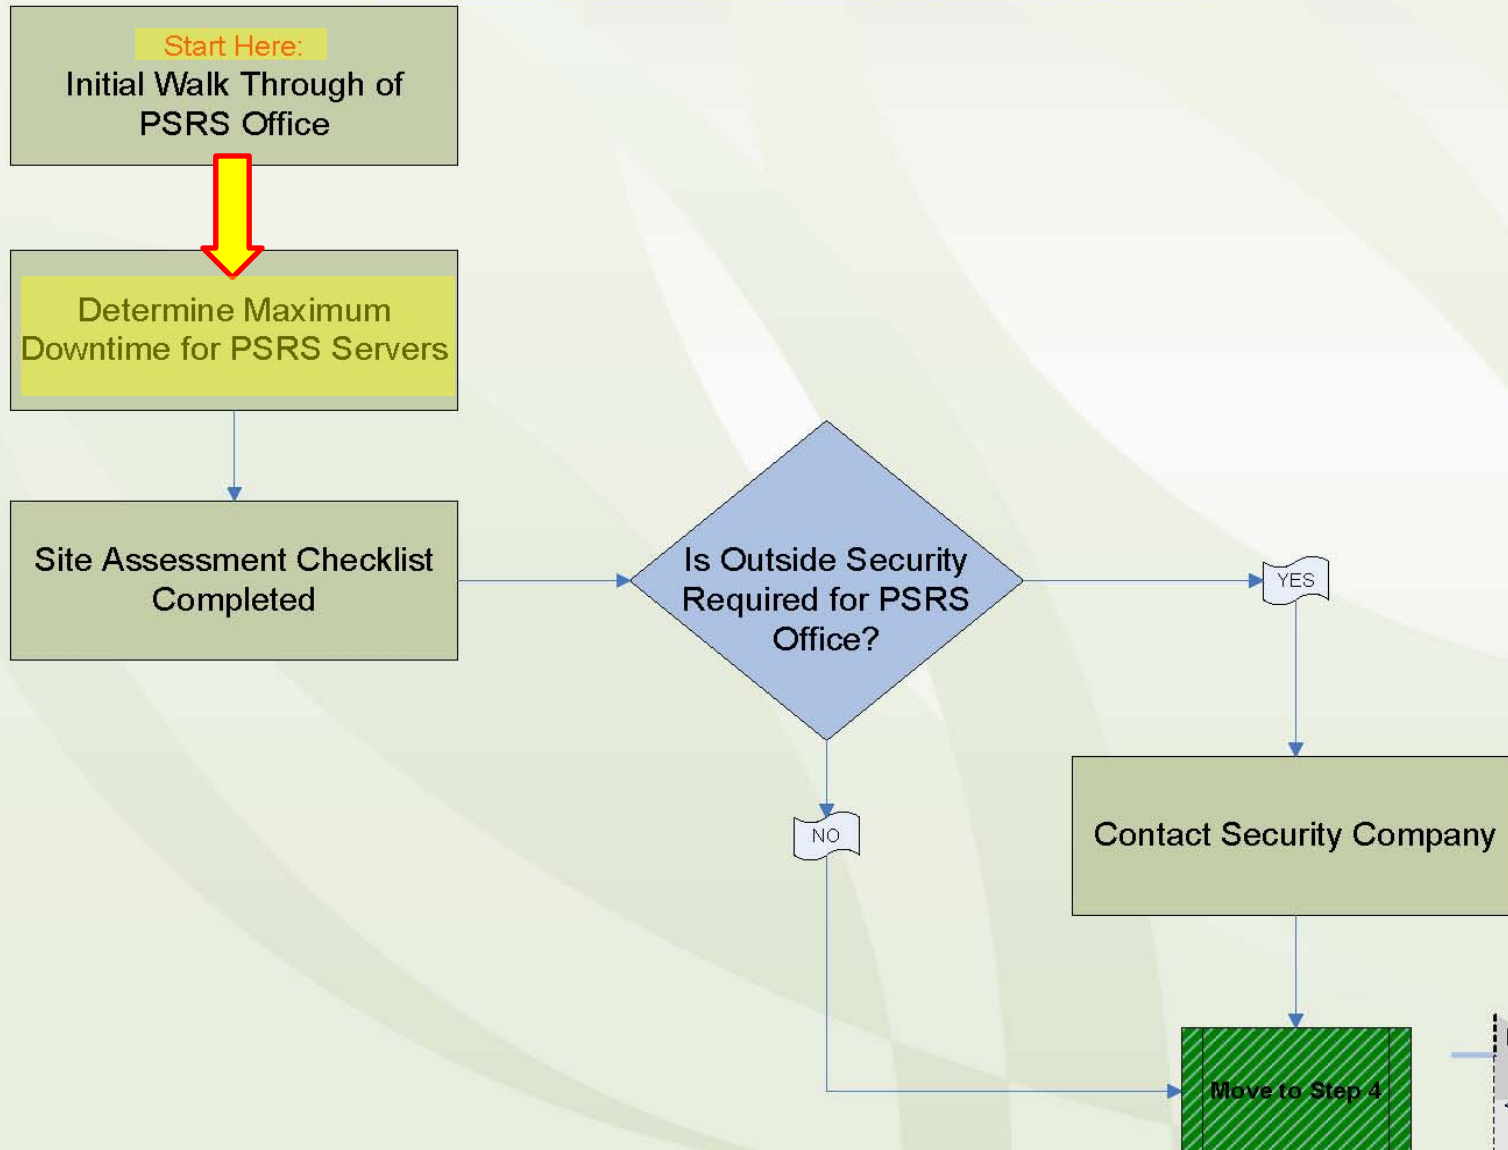 Start Here:
Initial Walk Through of
PSRS Office
Determine Maximum
Downtime for PSRS Servers
Site Assessment Checklist
Completed
Is Outside Security
Required for PSRS
Office?
YES
NO
Contact Security Company
Move to Step 4